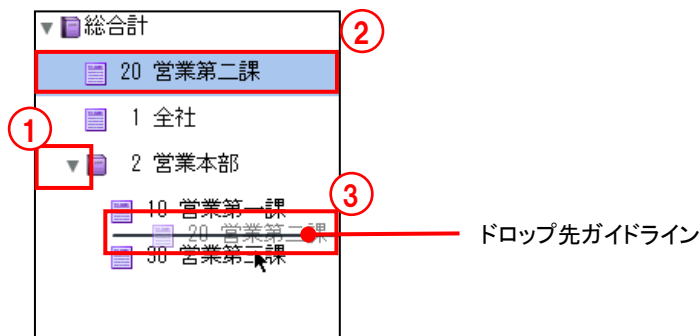 ▼総合計
②
20 営業第二課
1 全社
①
▼ 2 営業本部
③
10 営業第一課
20 営業第二課
ドロップ先ガイドライン
30 営業第三課